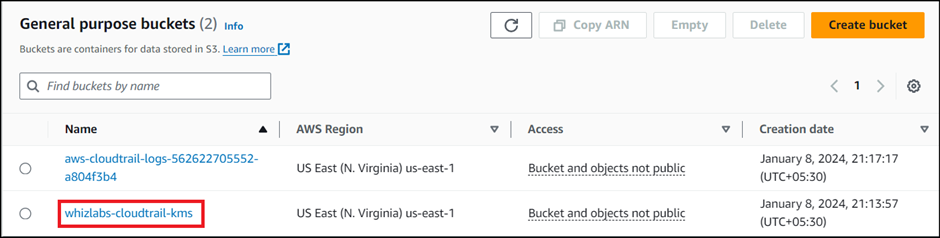 General purpose buckets (2) Info
Copy ARN
Empty
Delete
Create bucket
Buckets are containers for data stored in S3. Learn more
Find buckets by name
1
Name
AWS Region
Access
Creation date
aws-cloudtrail-logs-562622705552-
a804f3b4
US East (N. Virginia) us-east-1
Bucket and objects not public
January 8, 2024, 21:17:17
(UTC+05:30)
whizlabs-cloudtrail-kms
US East (N. Virginia) us-east-1
Bucket and objects not public
January 8, 2024, 21:13:57
(UTC+05:30)